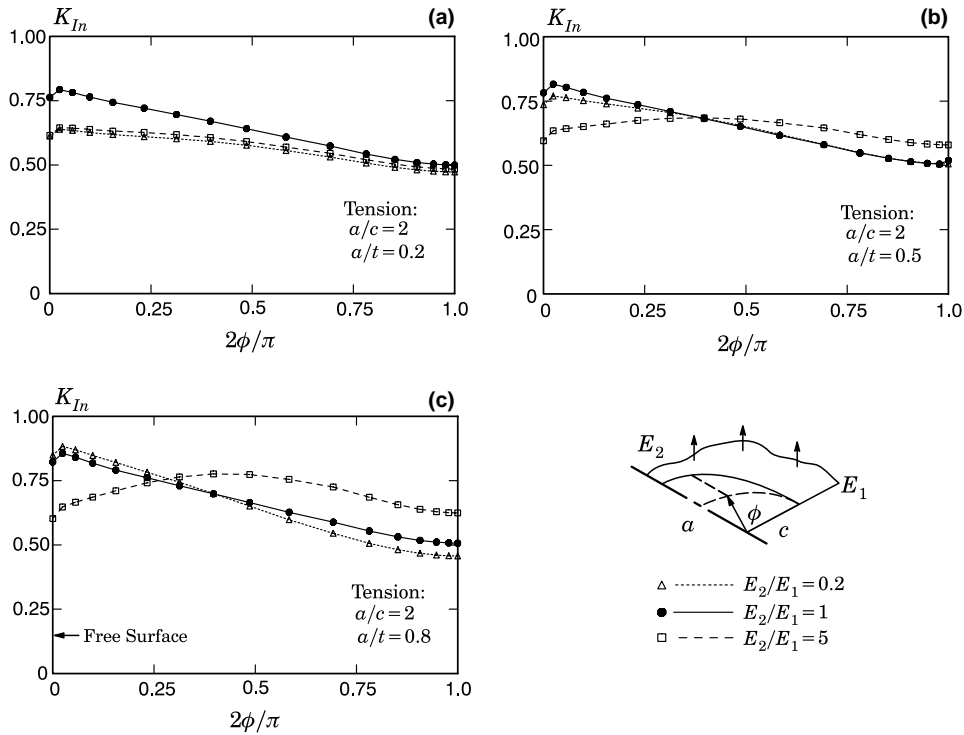 K_In
(a)
1.00
0.75
0.50
0.25
0
0
0.25
0.50
0.75
1.0
2ϕ/π
Tension:
a/c = 2
a/t = 0.2
K_In
(b)
1.00
0.75
0.50
0.25
0
0
0.25
0.50
0.75
1.0
2ϕ/π
Tension:
a/c = 2
a/t = 0.5
K_In
(c)
1.00
0.75
0.50
0.25
0
0
0.25
0.50
0.75
1.0
2ϕ/π
Tension:
a/c = 2
a/t = 0.8
Free Surface
E_2
E_1
a
ϕ
c
E_2/E_1 = 0.2
E_2/E_1 = 1
E_2/E_1 = 5